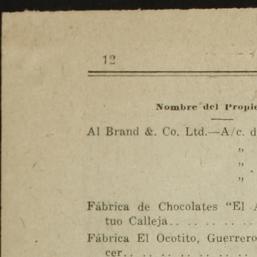 12
Nombre del Propie
Al Brand &. Co. Ltd.—A/c. d
„
„
„
Fábrica de Chocolates "El A
tuo Calleja.. .. .. .. ..
Fábrica El Ocotito, Guerrero
cer.. .. .. .. .. ..